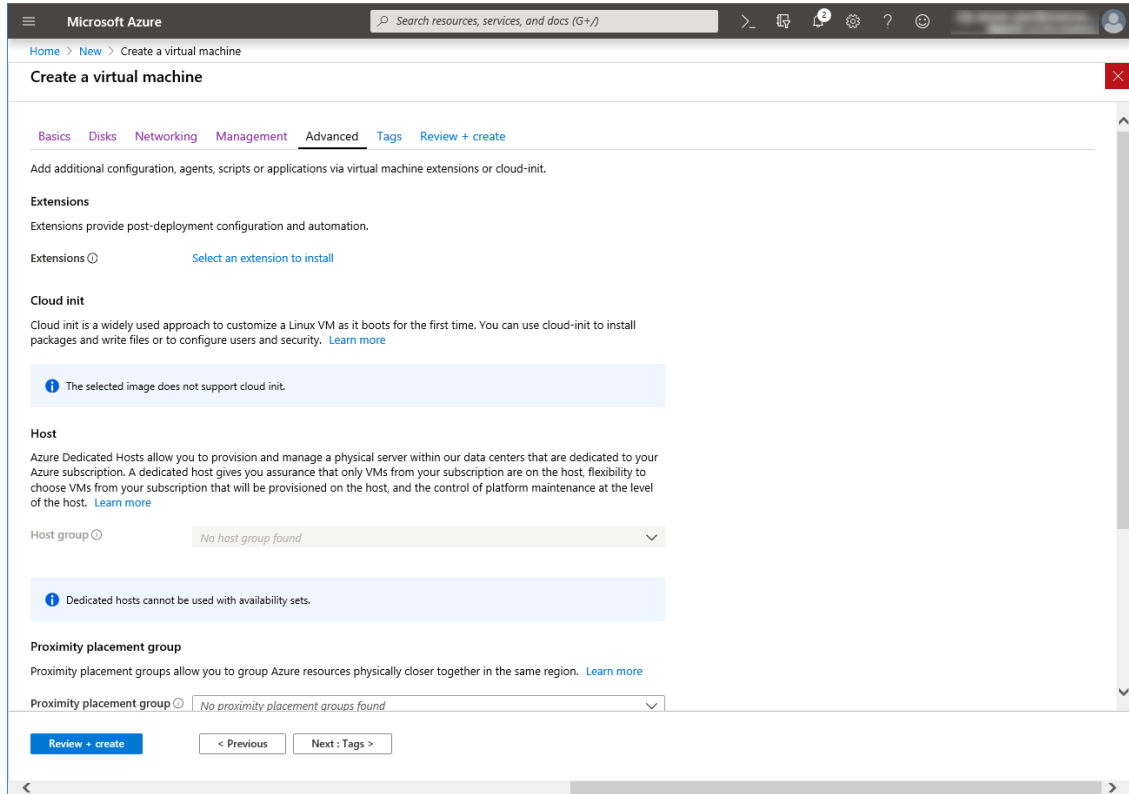 Microsoft Azure
Search resources, services, and docs (G+/)
2
Home > New > Create a virtual machine
Create a virtual machine
Basics Disks Networking Management Advanced Tags Review + create
Add additional configuration, agents, scripts or applications via virtual machine extensions or cloud-init.
Extensions
Extensions provide post-deployment configuration and automation.
Extensions Select an extension to install
Cloud init
Cloud init is a widely used approach to customize a Linux VM as it boots for the first time. You can use cloud-init to install
packages and write files or to configure users and security. Learn more
The selected image does not support cloud init.
Host
Azure Dedicated Hosts allow you to provision and manage a physical server within our data centers that are dedicated to your
Azure subscription. A dedicated host gives you assurance that only VMs from your subscription are on the host, flexibility to
choose VMs from your subscription that will be provisioned on the host, and the control of platform maintenance at the level
of the host. Learn more
Host group No host group found
Dedicated hosts cannot be used with availability sets.
Proximity placement group
Proximity placement groups allow you to group Azure resources physically closer together in the same region. Learn more
Proximity placement group No proximity placement groups found
Review + create < Previous Next : Tags >